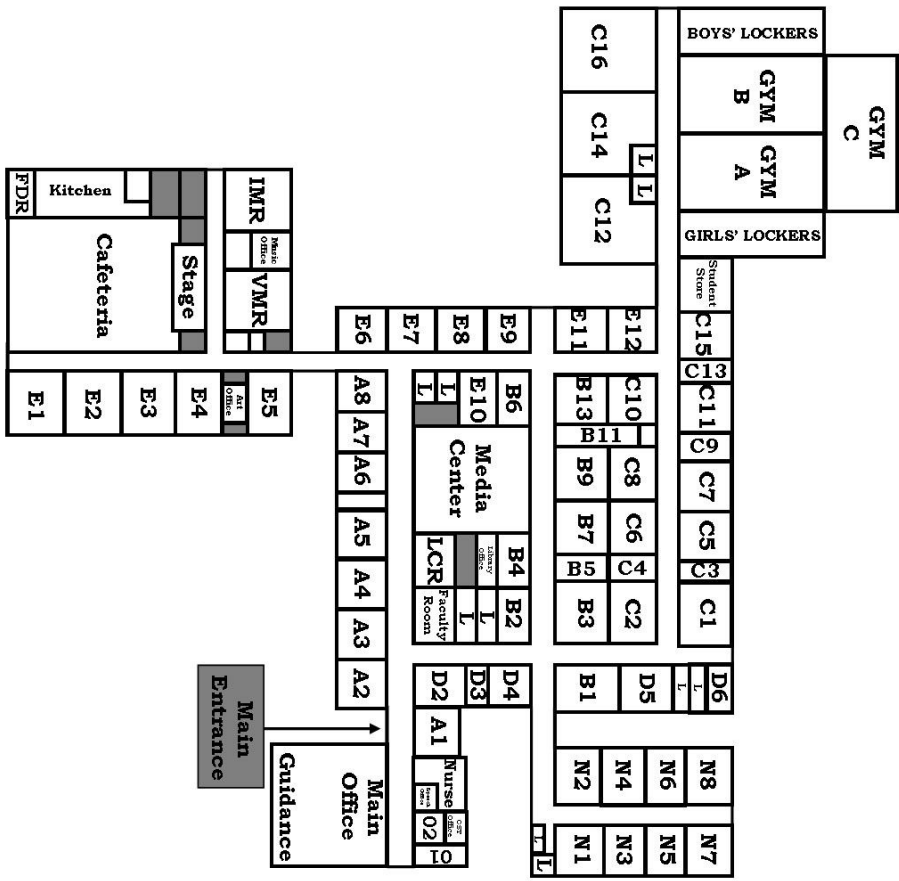 BOYS' LOCKERS
C16
GYM
B
GYM
C
C14
L
GYM
A
L
C12
GIRLS' LOCKERS
FDR
Kitchen
IMR
Music
Office
Cafeteria
Stage
VMR
Student
Store
E6
E7
E8
E9
E11
E12
C15
C13
E1
E2
E3
E4
Art
Office
E5
A8
L
L
E10
B6
B13
C10
C11
A7
B11
C9
A6
Media
Center
B9
C8
C7
A5
LCR
Library
Office
B4
B7
C6
C5
A4
B5
C4
C3
A3
Faculty
Room
L
L
B2
B3
C2
C1
A2
D2
D3
D4
B1
D5
L
L
D6
Main
Entrance
A1
Guidance
Main
Office
Nurse
N2
N4
N6
N8
02
CST
Office
01
L
L
N1
N3
N5
N7